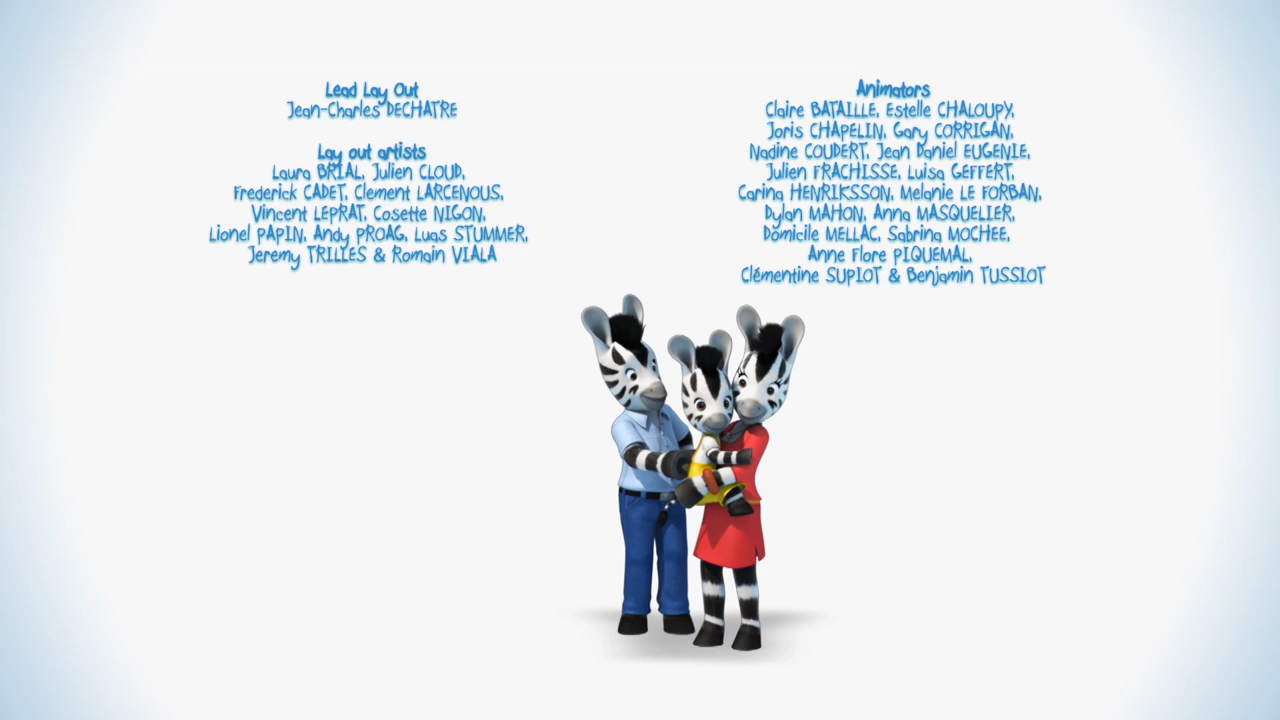 Lead Lay Out
Jean-Charles DECHATRE
Lay out artists
Laura BRIAL, Julien CLOUD,
Frederick CADET, Clement LARCENOUS,
Vincent LEPRAT, Cosette NIGON,
Lionel PAPIN, Andy PROAG, Luas STUMMER,
Jeremy TRILLES & Romain VIALA
Animators
Claire BATAILLE, Estelle CHALOUPY,
Joris CHAPELIN, Gary CORRIGAN,
Nadine COUDERT, Jean Daniel EUGENIE,
Julien FRACHISSE, Luisa GEFFERT,
Carina HENRIKSSON, Melanie LE FORBAN,
Dylan MAHON, Anna MASQUELIER,
Domicile MELLAC, Sabrina MOCHEE,
Anne Flore PIQUEMAL,
Clémentine SUPIOT & Benjamin TUSSIOT